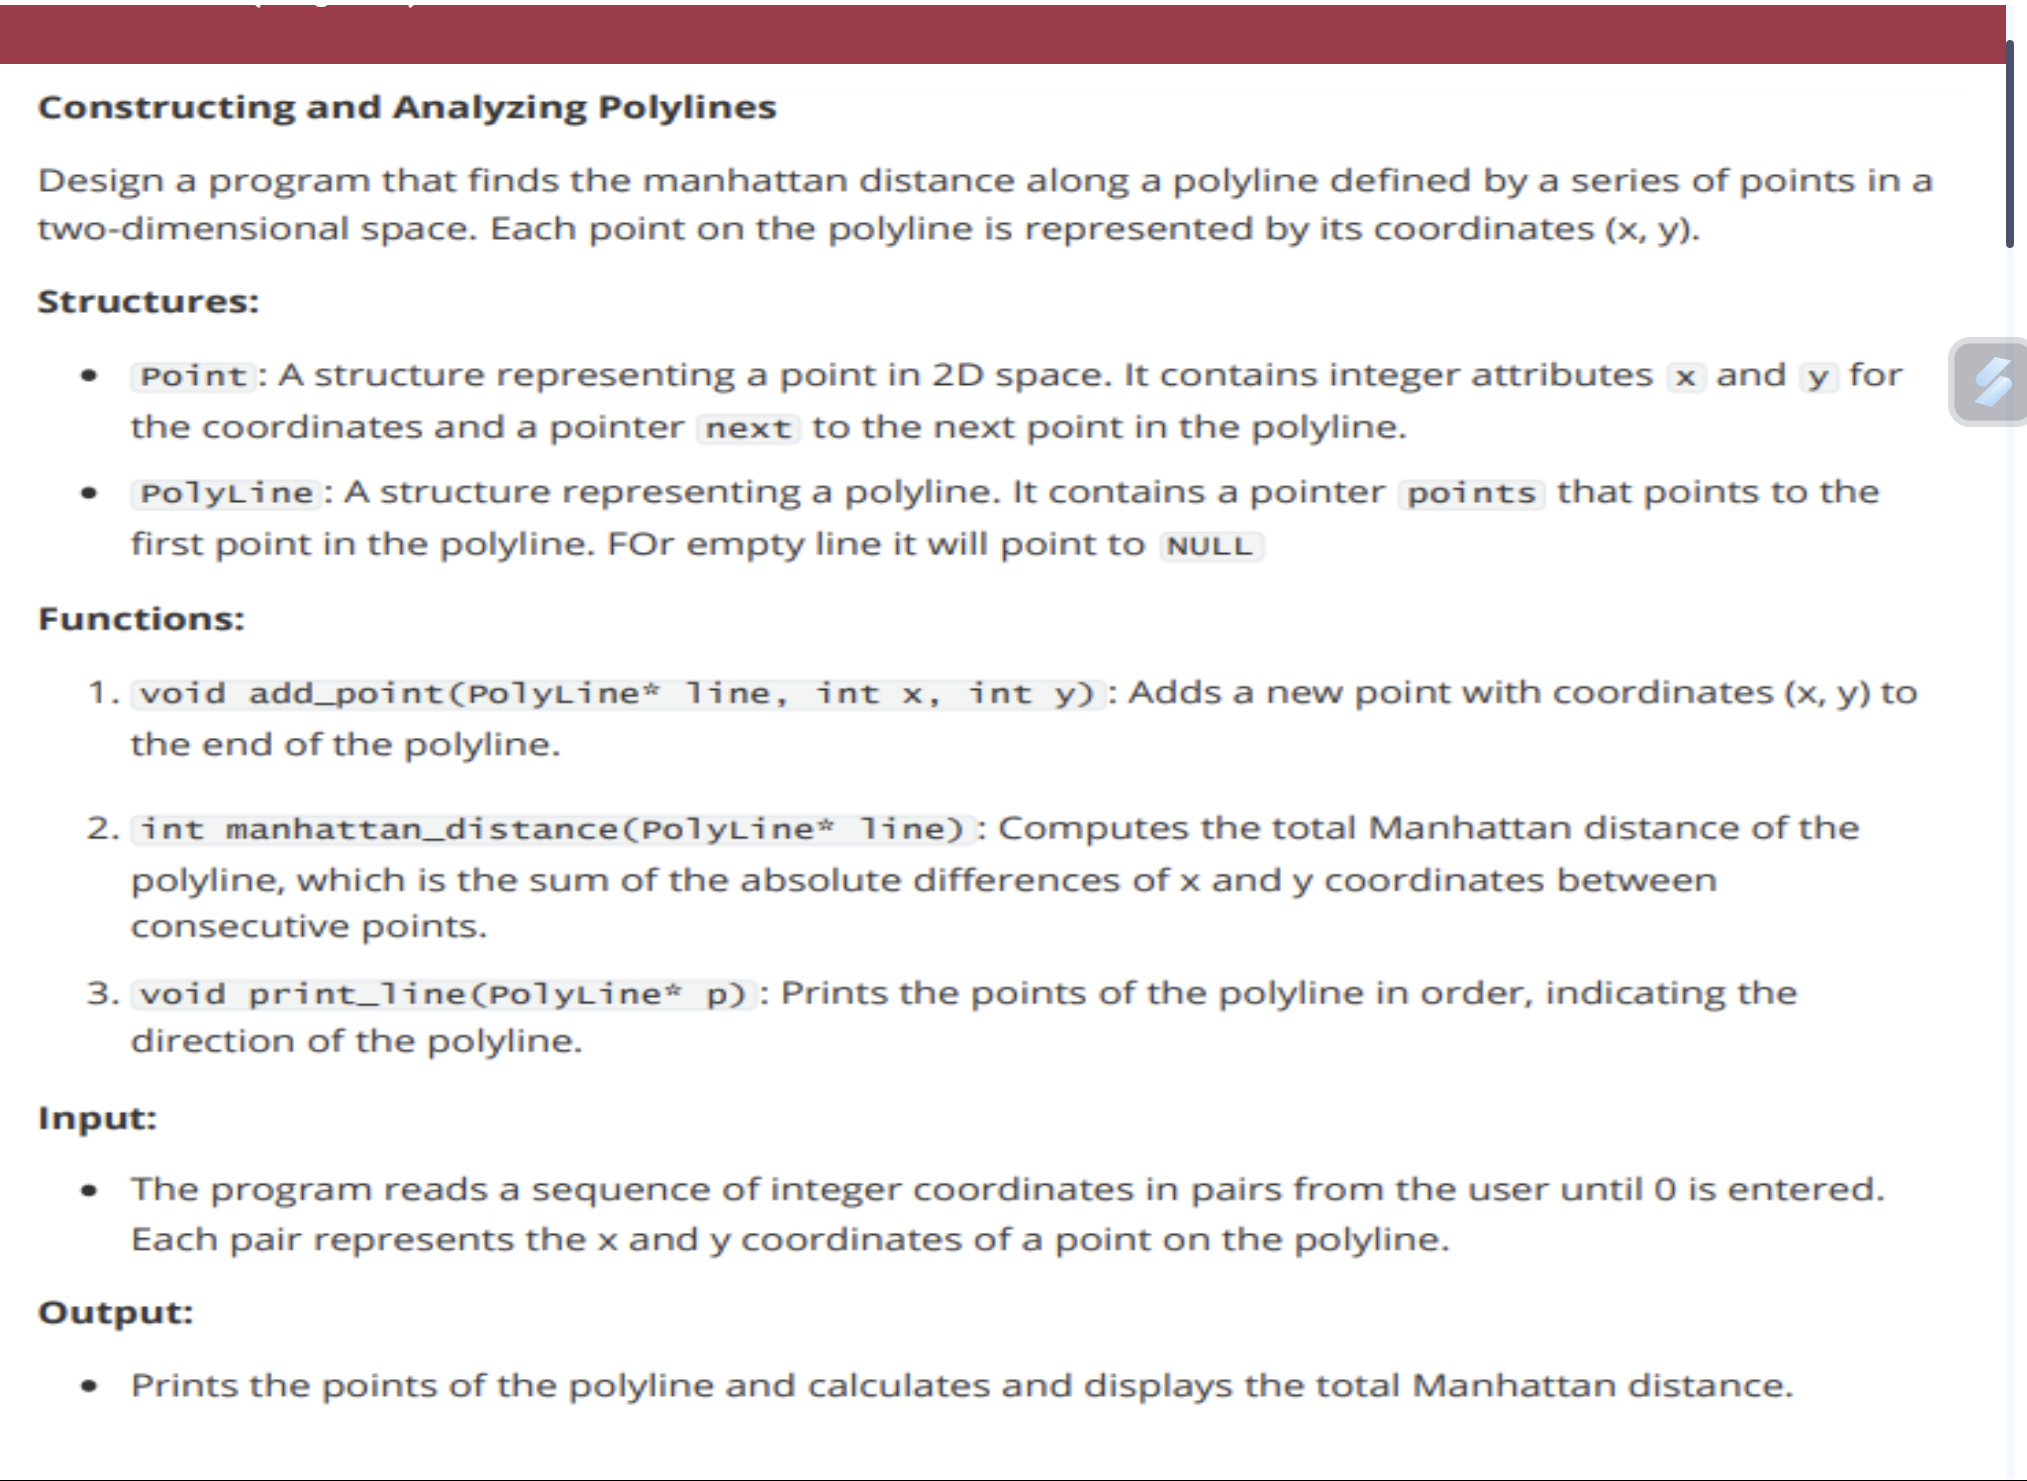 Constructing and Analyzing Polylines
Design a program that finds the manhattan distance along a polyline defined by a series of points in a
two-dimensional space. Each point on the polyline is represented by its coordinates (x, y).
Structures:
• Point: A structure representing a point in 2D space. It contains integer attributes x and y for
the coordinates and a pointer next to the next point in the polyline.
• PolyLine: A structure representing a polyline. It contains a pointer points that points to the
first point in the polyline. FOr empty line it will point to NULL
Functions:
1. void add_point(PolyLine* line, int x, int y): Adds a new point with coordinates (x, y) to
the end of the polyline.
2. int manhattan_distance(PolyLine* line): Computes the total Manhattan distance of the
polyline, which is the sum of the absolute differences of x and y coordinates between
consecutive points.
3. void print_line(PolyLine* p): Prints the points of the polyline in order, indicating the
direction of the polyline.
Input:
• The program reads a sequence of integer coordinates in pairs from the user until 0 is entered.
Each pair represents the x and y coordinates of a point on the polyline.
Output:
• Prints the points of the polyline and calculates and displays the total Manhattan distance.